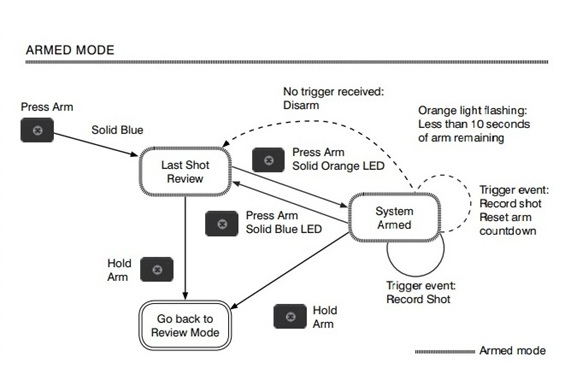 ARMED MODE
No trigger received:
Disarm
Press Arm
Orange light flashing:
Less than 10 seconds
of arm remaining
Solid Blue
Press Arm
Solid Orange LED
Last Shot
Review
Trigger event:
Record shot
Reset arm
countdown
System
Armed
Press Arm
Solid Blue LED
Hold
Arm
Trigger event:
Record Shot
Go back to
Review Mode
Hold
Arm
Armed mode